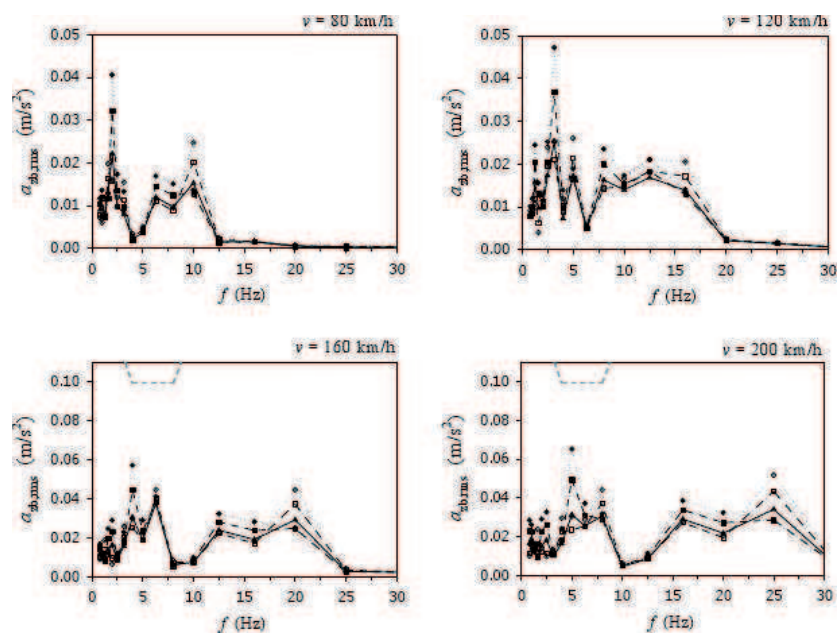 v = 80 km/h
v = 120 km/h
a_zb,rms (m/s²)
0.05
0.04
0.03
0.02
0.01
0.00
0 5 10 15 20 25 30
f (Hz)
a_zb,rms (m/s²)
0.05
0.04
0.03
0.02
0.01
0.00
0 5 10 15 20 25 30
f (Hz)
v = 160 km/h
v = 200 km/h
a_zb,rms (m/s²)
0.10
0.08
0.06
0.04
0.02
0.00
0 5 10 15 20 25 30
f (Hz)
a_zb,rms (m/s²)
0.10
0.08
0.06
0.04
0.02
0.00
0 5 10 15 20 25 30
f (Hz)